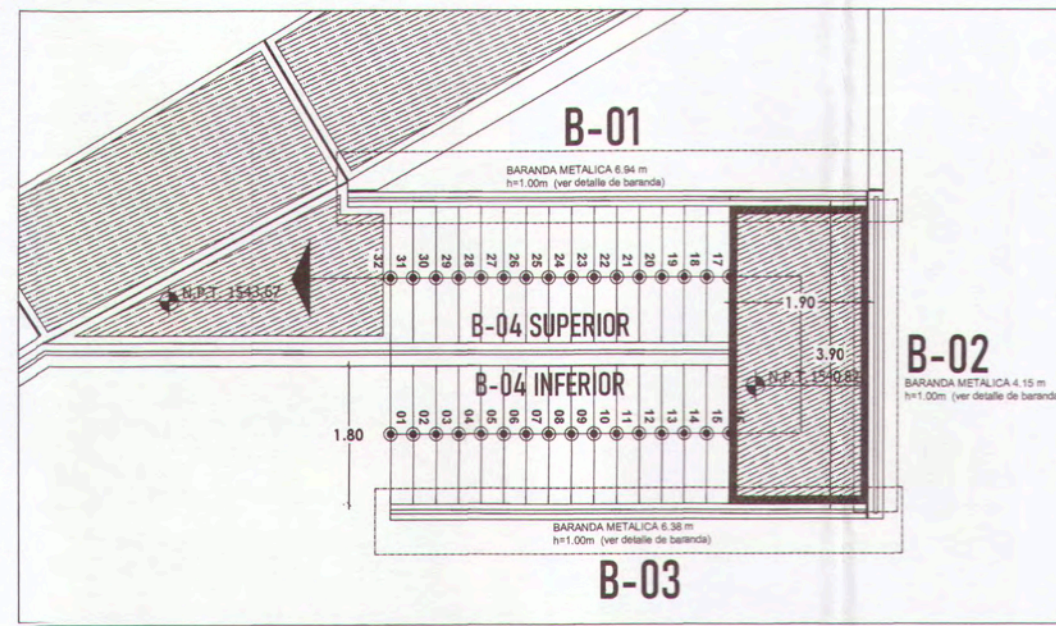 B-01
BARANDA METALICA 6.94 m
h=1.00m (ver detalle de baranda)
32 31 30 29 28 27 26 25 24 23 22 21 20 19 18 17
N.P.T. 1543.67
1.90
B-04 SUPERIOR
3.90
B-02
BARANDA METALICA 4.15 m
h=1.00m (ver detalle de baranda
B-04 INFERIOR
01 02 03 04 05 06 07 08 09 10 11 12 13 14 15
1.80
BARANDA METALICA 6.38 m
h=1.00m (ver detalle de baranda)
B-03